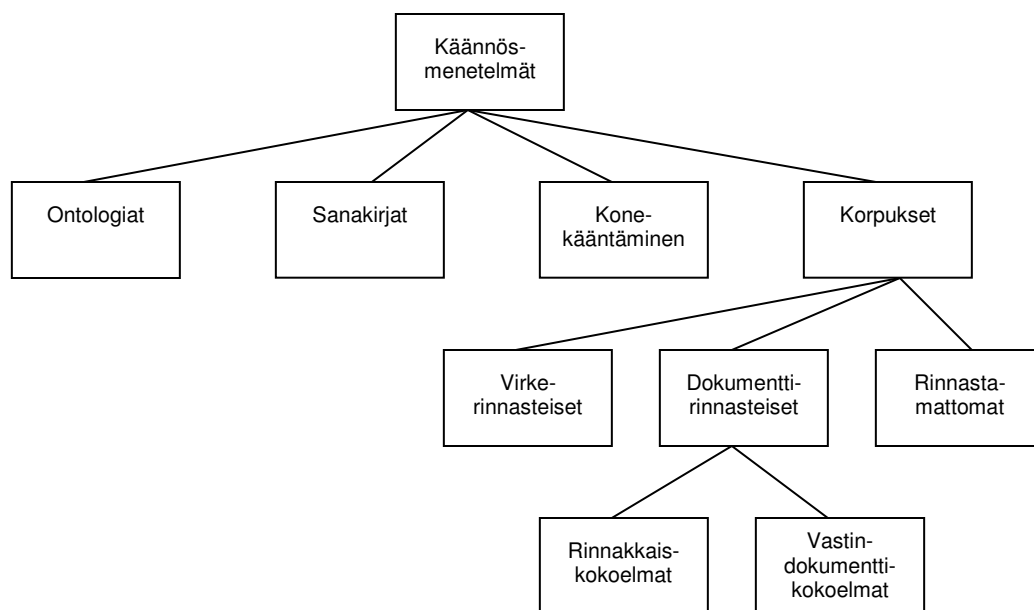 Käännös-
menetelmät
Ontologiat
Sanakirjat
Kone-
kääntäminen
Korpukset
Virke-
rinnasteiset
Dokumentti-
rinnasteiset
Rinnasta-
mattomat
Rinnakkais-
kokoelmat
Vastin-
dokumentti-
kokoelmat